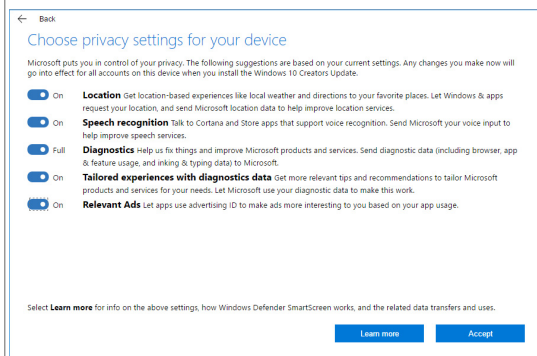 Back
Choose privacy settings for your device
Microsoft puts you in control of your privacy. The following suggestions are based on your current settings. Any changes you make now will
go into effect for all accounts on this device when you install the Windows 10 Creators Update.
On Location Get location-based experiences like local weather and directions to your favorite places. Let Windows & apps
request your location, and send Microsoft location data to help improve location services.
On Speech recognition Talk to Cortana and Store apps that support voice recognition. Send Microsoft your voice input to
help improve speech services.
Full Diagnostics Help us fix things and improve Microsoft products and services. Send diagnostic data (including browser, app
& feature usage, and inking & typing data) to Microsoft.
On Tailored experiences with diagnostics data Get more relevant tips and recommendations to tailor Microsoft
products and services for your needs. Let Microsoft use your diagnostic data to make this work.
On Relevant Ads Let apps use advertising ID to make ads more interesting to you based on your app usage.
Select Learn more for info on the above settings, how Windows Defender SmartScreen works, and the related data transfers and uses.
Learn more Accept